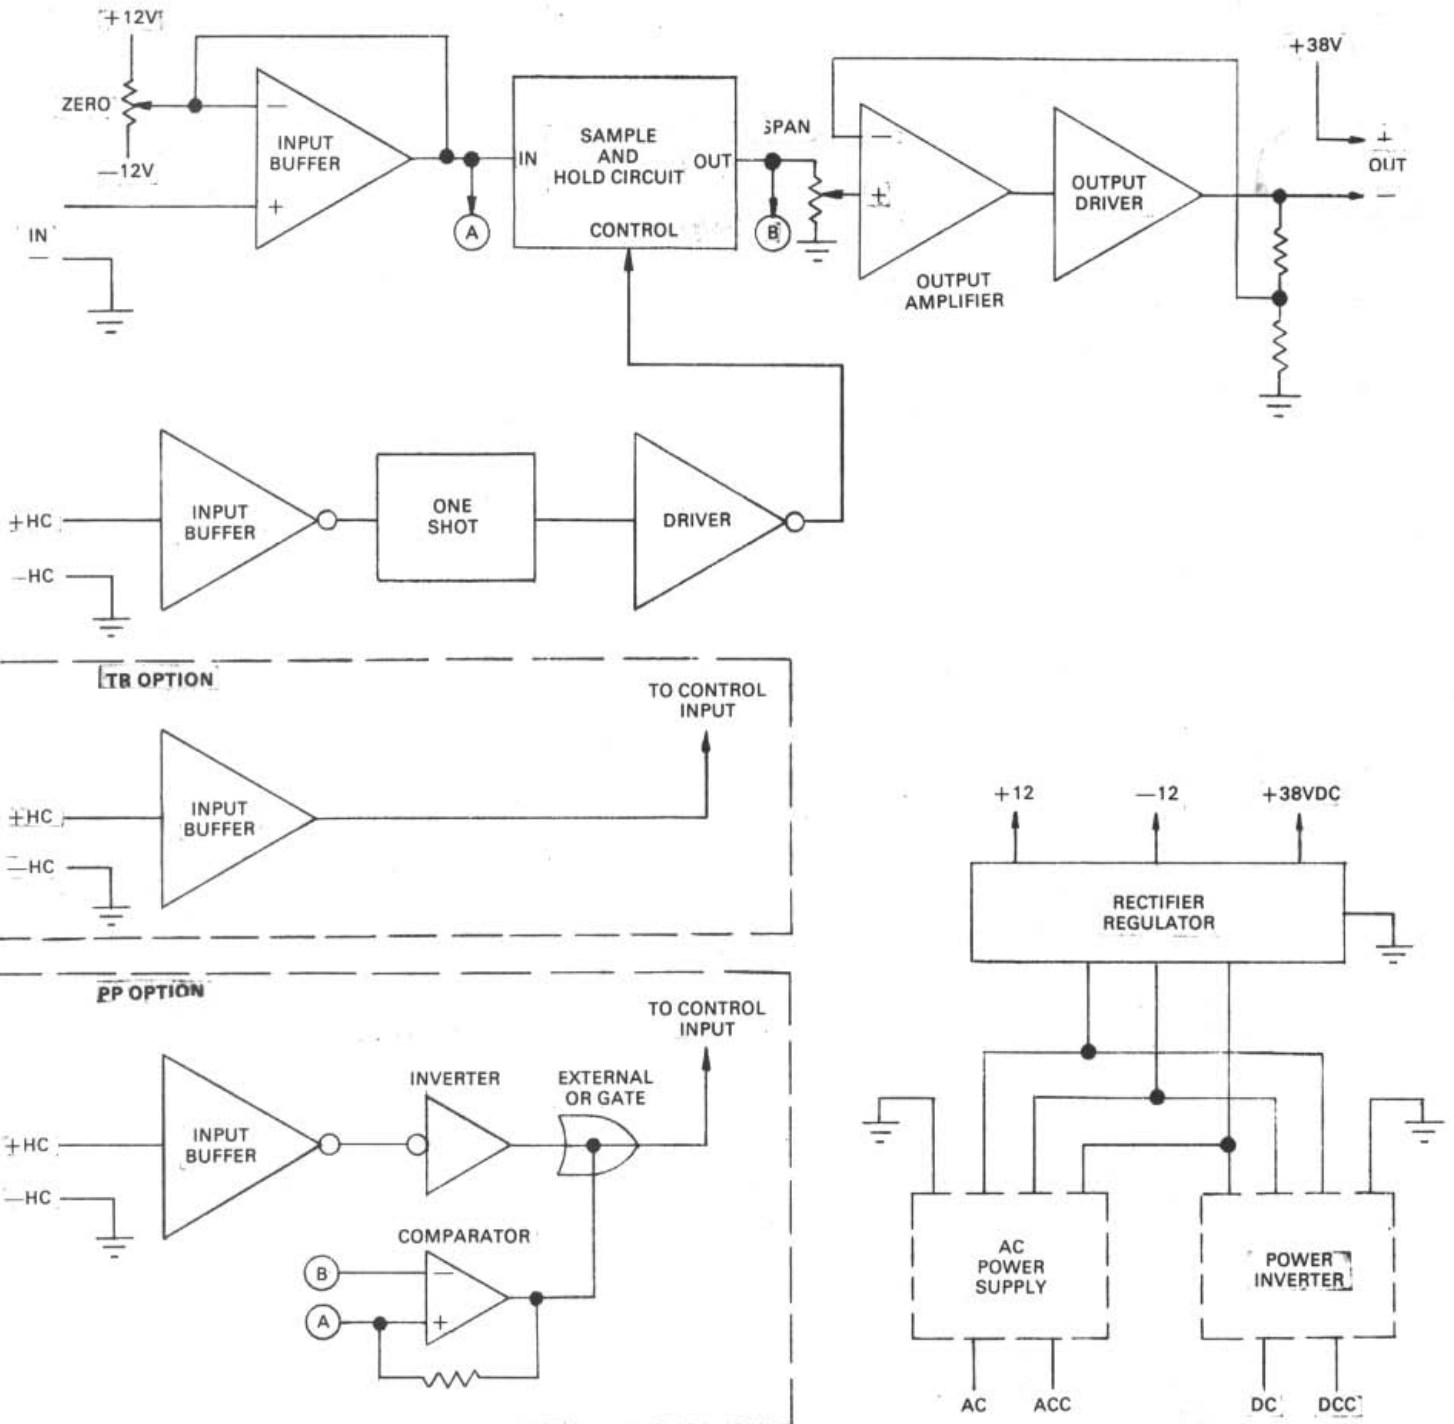 +12V
ZERO
—12V
—
INPUT
BUFFER
+
IN
—
A
SAMPLE
AND
HOLD CIRCUIT
IN
OUT
CONTROL
B
SPAN
—
+
OUTPUT
AMPLIFIER
OUTPUT
DRIVER
+38V
+
OUT
—
+HC
—HC
INPUT
BUFFER
ONE
SHOT
DRIVER
TR OPTION
TO CONTROL
INPUT
+HC
—HC
INPUT
BUFFER
PP OPTION
TO CONTROL
INPUT
+HC
—HC
INPUT
BUFFER
INVERTER
EXTERNAL
OR GATE
COMPARATOR
B
—
A
+
+12
—12
+38VDC
RECTIFIER
REGULATOR
AC
POWER
SUPPLY
POWER
INVERTER
AC
ACC
DC
DCC